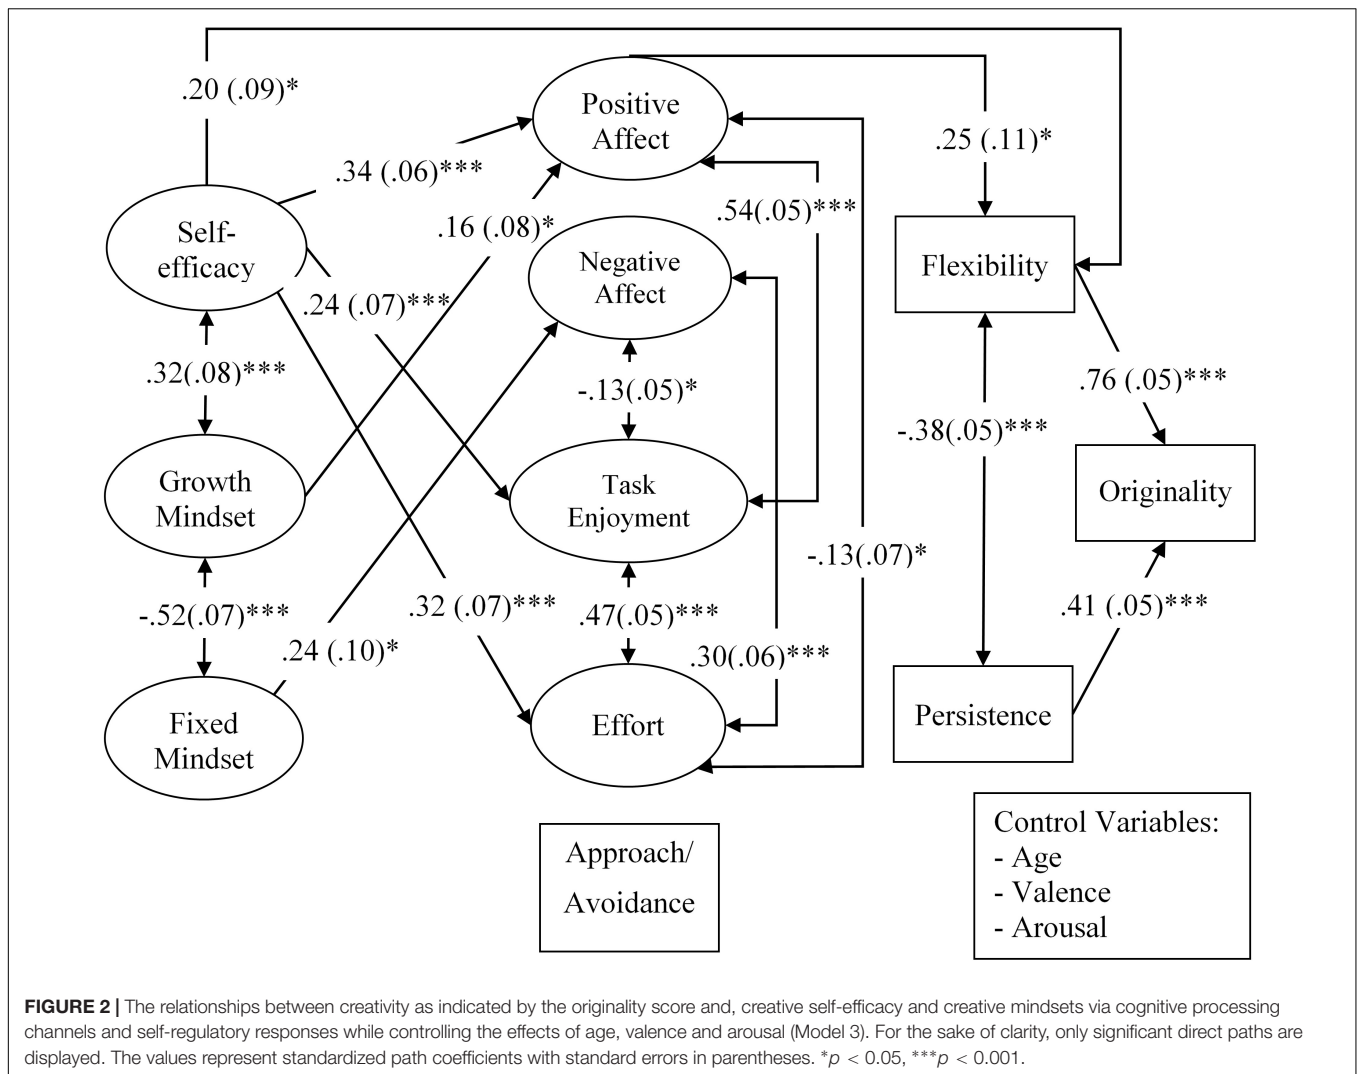 .20 (.09)*
Positive
Affect
.25 (.11)*
.34 (.06)***
.54(.05)***
.16 (.08)*
Self-
efficacy
Negative
Affect
Flexibility
.24 (.07)***
.32(.08)***
-.13(.05)*
.76 (.05)***
-.38(.05)***
Growth
Mindset
Task
Enjoyment
Originality
-.13(.07)*
-.52(.07)***
.32 (.07)***
.47(.05)***
.41 (.05)***
.24 (.10)*
.30(.06)***
Fixed
Mindset
Effort
Persistence
Approach/
Avoidance
Control Variables:
- Age
- Valence
- Arousal
FIGURE 2 | The relationships between creativity as indicated by the originality score and, creative self-efficacy and creative mindsets via cognitive processing
channels and self-regulatory responses while controlling the effects of age, valence and arousal (Model 3). For the sake of clarity, only significant direct paths are
displayed. The values represent standardized path coefficients with standard errors in parentheses. *p < 0.05, ***p < 0.001.